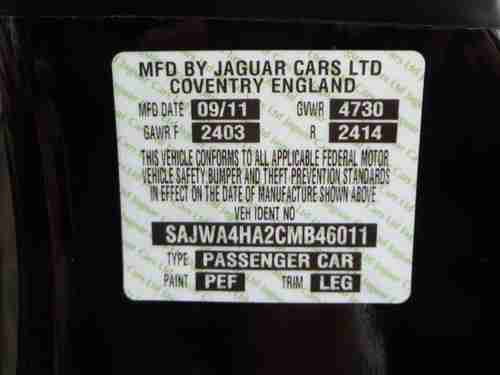 MFD BY JAGUAR CARS LTD
COVENTRY ENGLAND
MFD DATE 09/11 GVWR 4730
GAWR F 2403 R 2414
THIS VEHICLE CONFORMS TO ALL APPLICABLE FEDERAL MOTOR
VEHICLE SAFETY BUMPER AND THEFT PREVENTION STANDARDS
IN EFFECT ON THE DATE OF MANUFACTURE SHOWN ABOVE
VEH IDENT NO
SAJWA4HA2CMB46011
TYPE PASSENGER CAR
PAINT PEF TRIM LEG